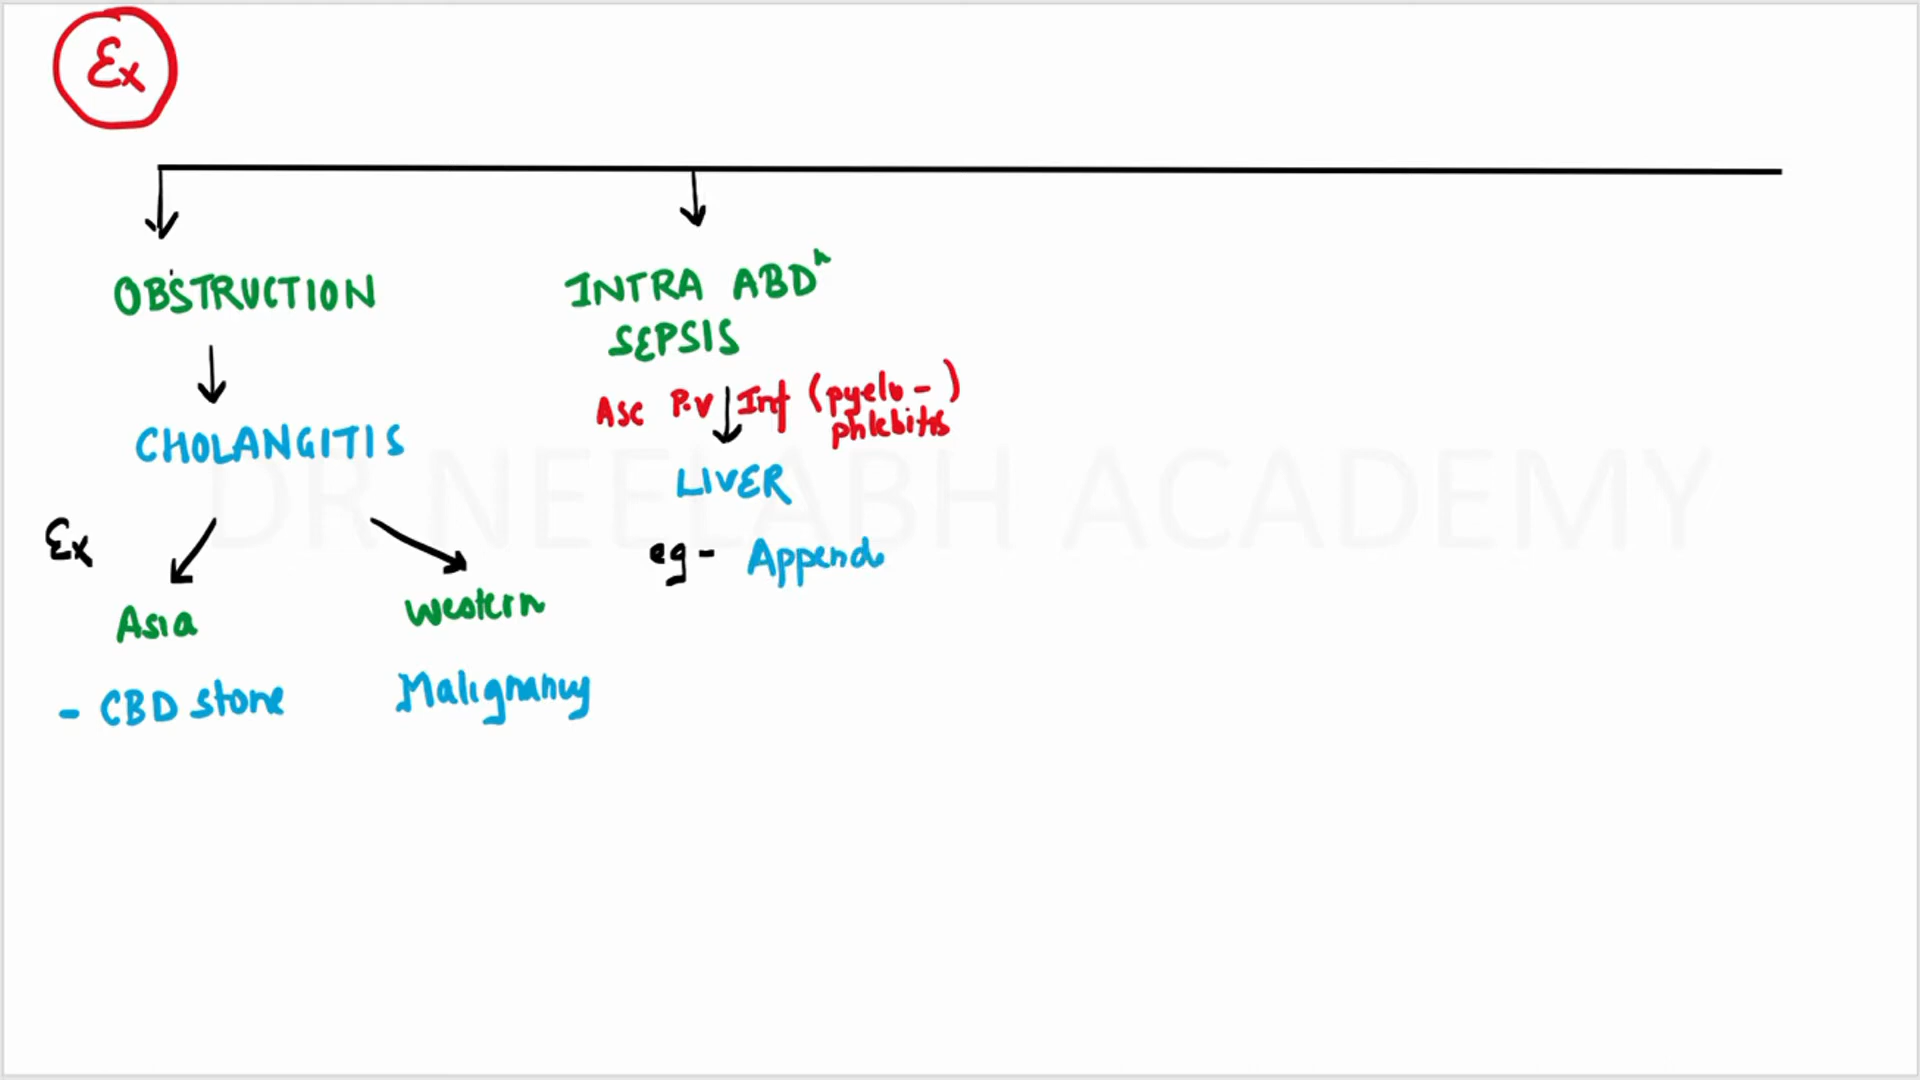 Ex
OBSTRUCTION
CHOLANGITIS
Ex
Asia
Western
- CBD stone
Malignancy
INTRA ABDⁿ
SEPSIS
Asc P.V Inf (pyelo-
phlebitis)
LIVER
eg - Append
DR NEELABH ACADEMY